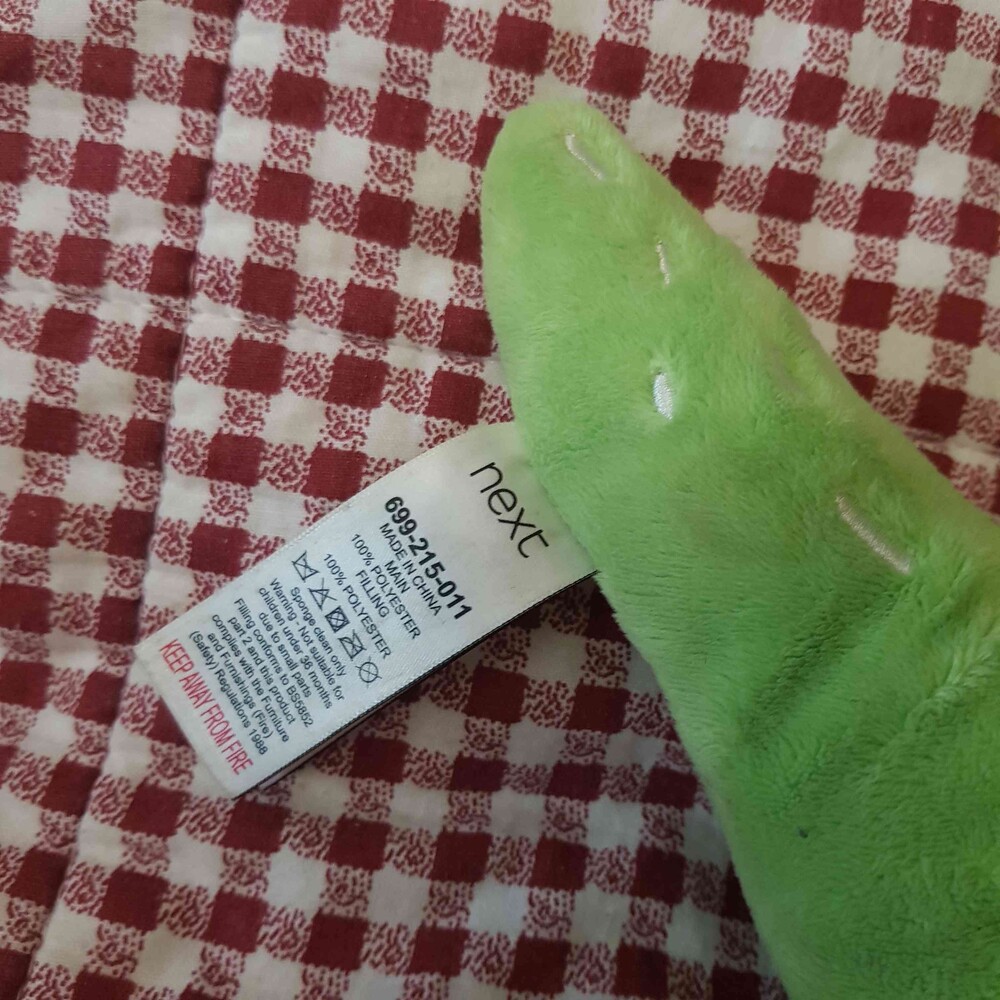 next
699-215-011
MADE IN CHINA
MAIN
100% POLYESTER
FILLING
100% POLYESTER
Sponge clean only
Warning - Not suitable for
children under 36 months
due to small parts
Filling conforms to BS5852
part 2 and this product
complies with the Furniture
and Furnishings (Fire)
(Safety) Regulations 1988
KEEP AWAY FROM FIRE